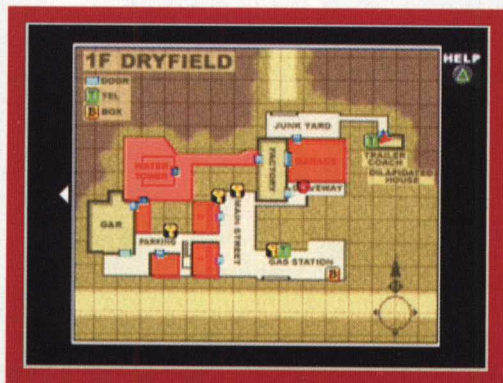 1F DRYFIELD
HELP
DOOR
TEL
BOX
JUNK YARD
FACTORY
GARAGE
TRAILER
COACH
DILAPIDATED
HOUSE
WATER
TOWER
DRIVEWAY
G&R
PARKING
MAIN STREET
GAS STATION
B